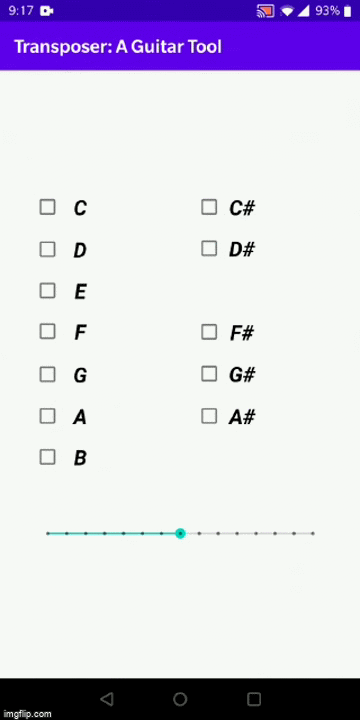 9:17 93%
Transposer: A Guitar Tool
C C#
D D#
E
F F#
G G#
A A#
B
imgflip.com